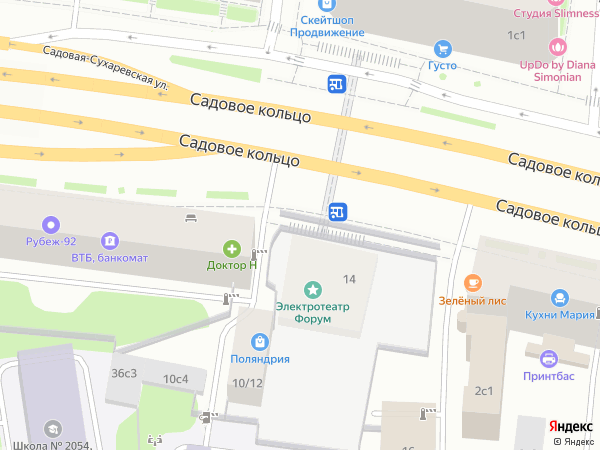 Скейтшоп
Продвижение
Студия Slimness
1с1
Густо
UpDo by Diana
Simonian
Садовая-Сухаревская ул.
Садовое кольцо
Садовое кольцо
Садовое кол
Садовое кольц
Рубеж-92
ВТБ, банкомат
Доктор Н
14
Электротеатр
Форум
Зелёный лис
Кухни Мария
Поляндрия
Принтбас
36с3
10с4
10/12
2с1
Школа № 2054,
16
Яндекс
© Яндекс